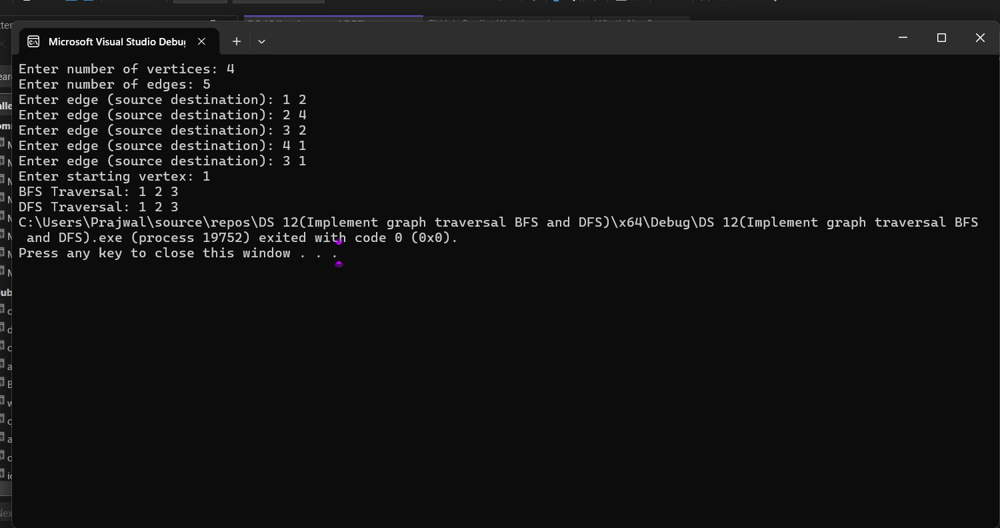 Microsoft Visual Studio Debug
Enter number of vertices: 4
Enter number of edges: 5
Enter edge (source destination): 1 2
Enter edge (source destination): 2 4
Enter edge (source destination): 3 2
Enter edge (source destination): 4 1
Enter edge (source destination): 3 1
Enter starting vertex: 1
BFS Traversal: 1 2 3
DFS Traversal: 1 2 3
C:\Users\Prajwal\source\repos\DS 12(Implement graph traversal BFS and DFS)\x64\Debug\DS 12(Implement graph traversal BFS
and DFS).exe (process 19752) exited with code 0 (0x0).
Press any key to close this window . . .